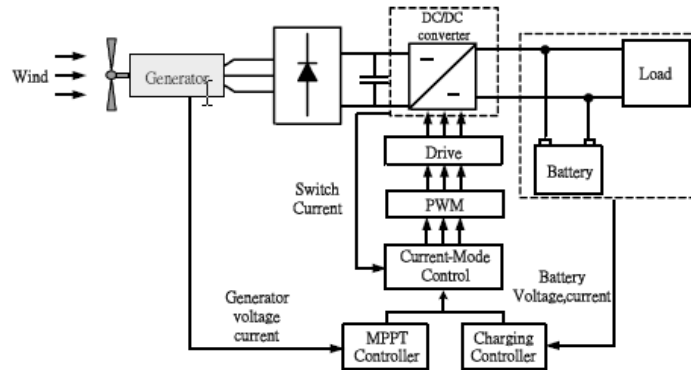 DC/DC
converter
Wind
Generator
Load
Drive
Battery
Switch
Current
PWM
Current-Mode
Control
Battery
Voltage,current
Generator
voltage
current
MPPT
Controller
Charging
Controller